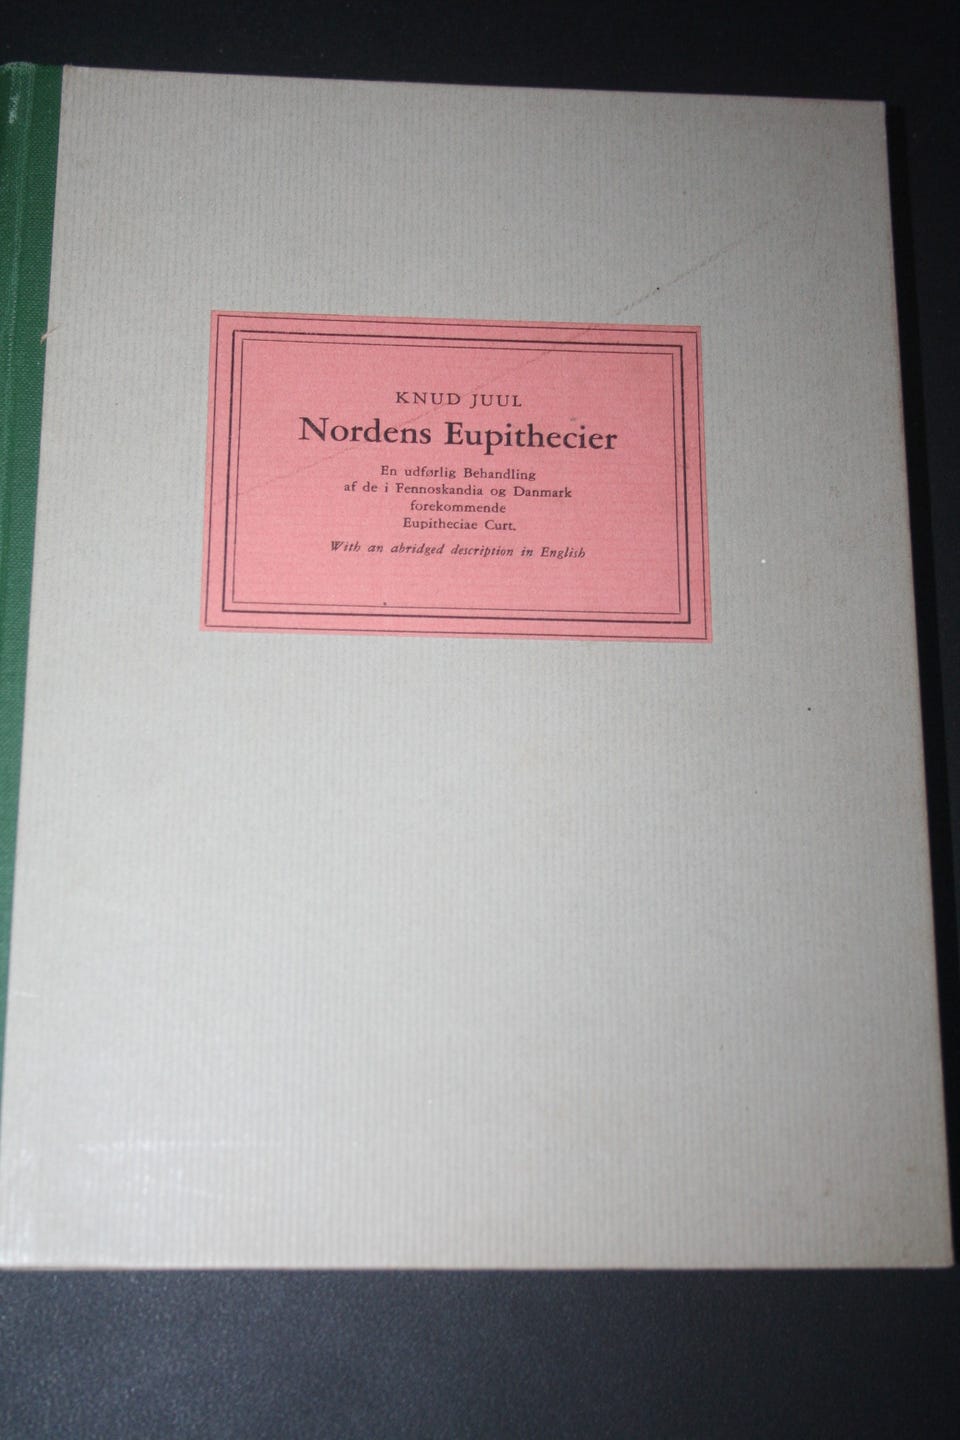 KNUD JUUL
Nordens Eupithecier
En udførlig Behandling
af de i Fennoskandia og Danmark
forekommende
Eupitheciae Curt.
With an abridged description in English